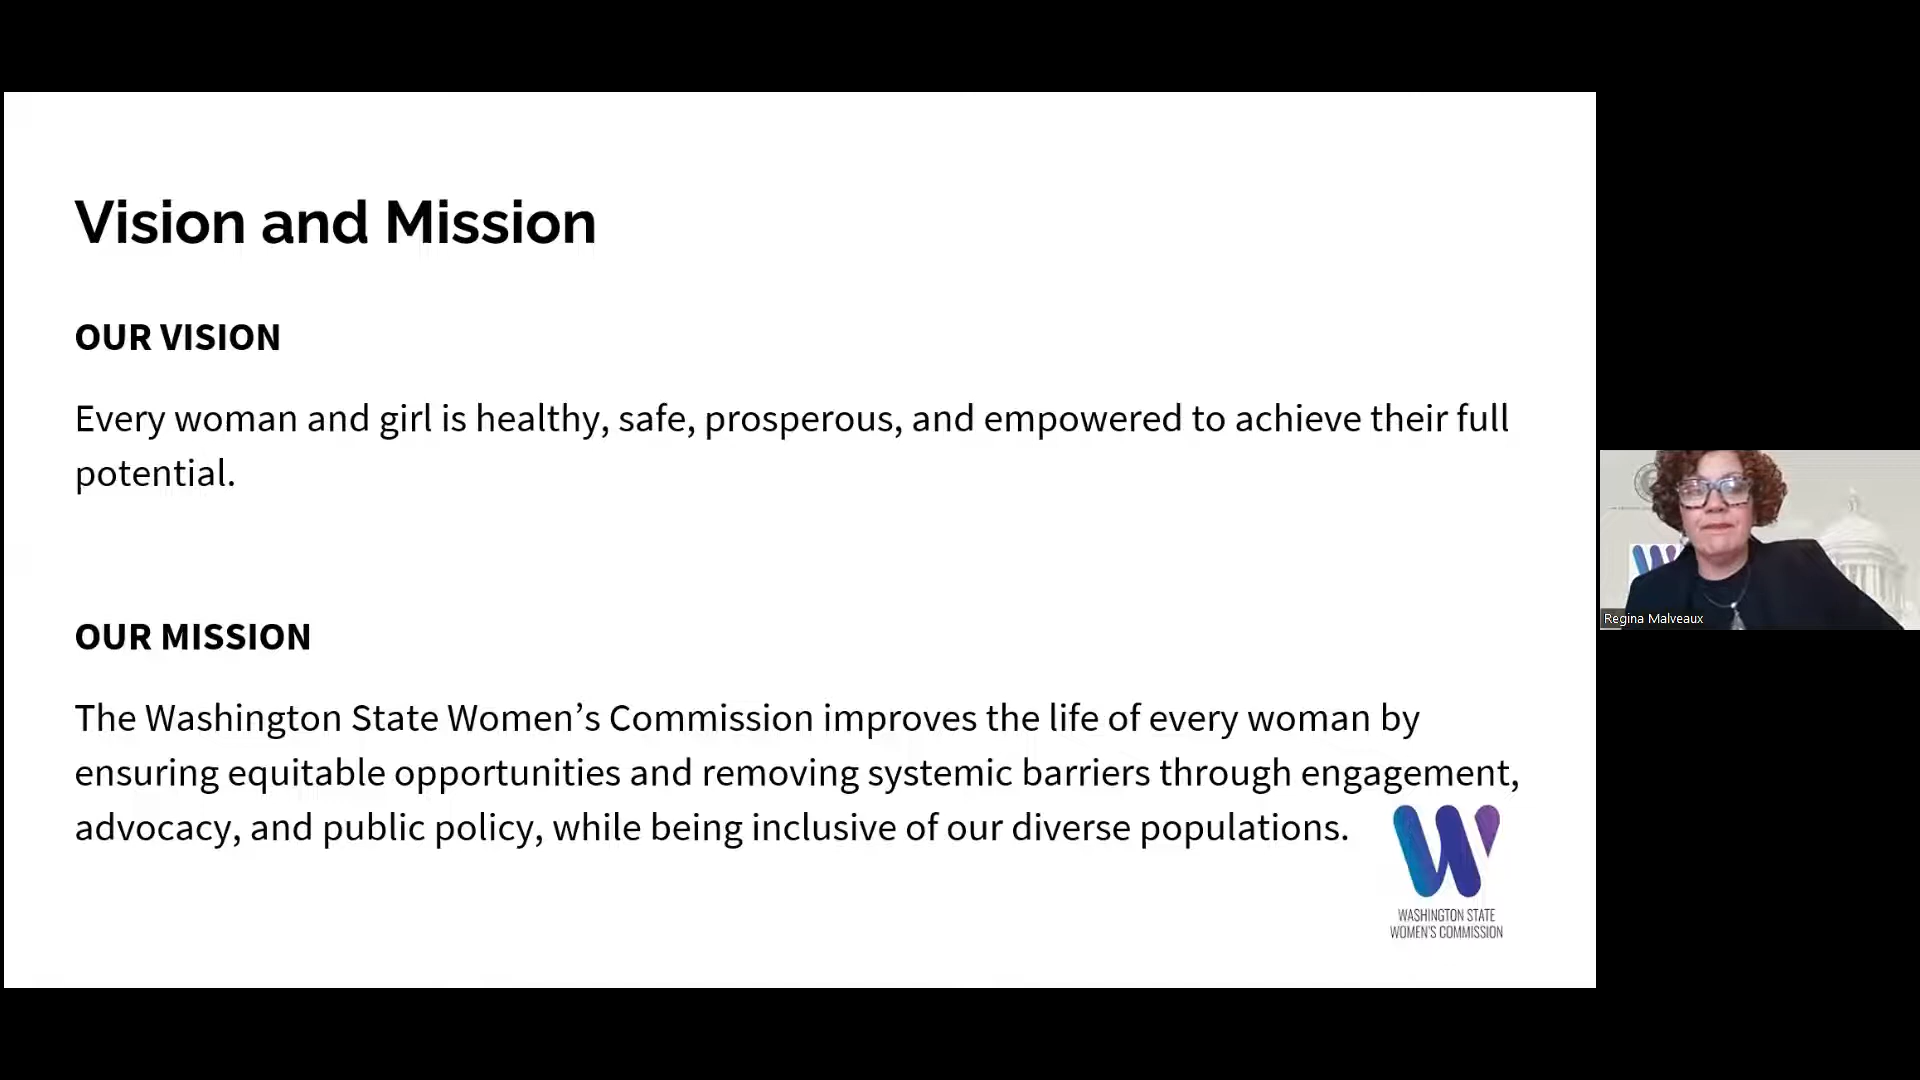 Vision and Mission
OUR VISION
Every woman and girl is healthy, safe, prosperous, and empowered to achieve their full
potential.
OUR MISSION
The Washington State Women’s Commission improves the life of every woman by
ensuring equitable opportunities and removing systemic barriers through engagement,
advocacy, and public policy, while being inclusive of our diverse populations.
W
WASHINGTON STATE
WOMEN'S COMMISSION
Regina Malveaux